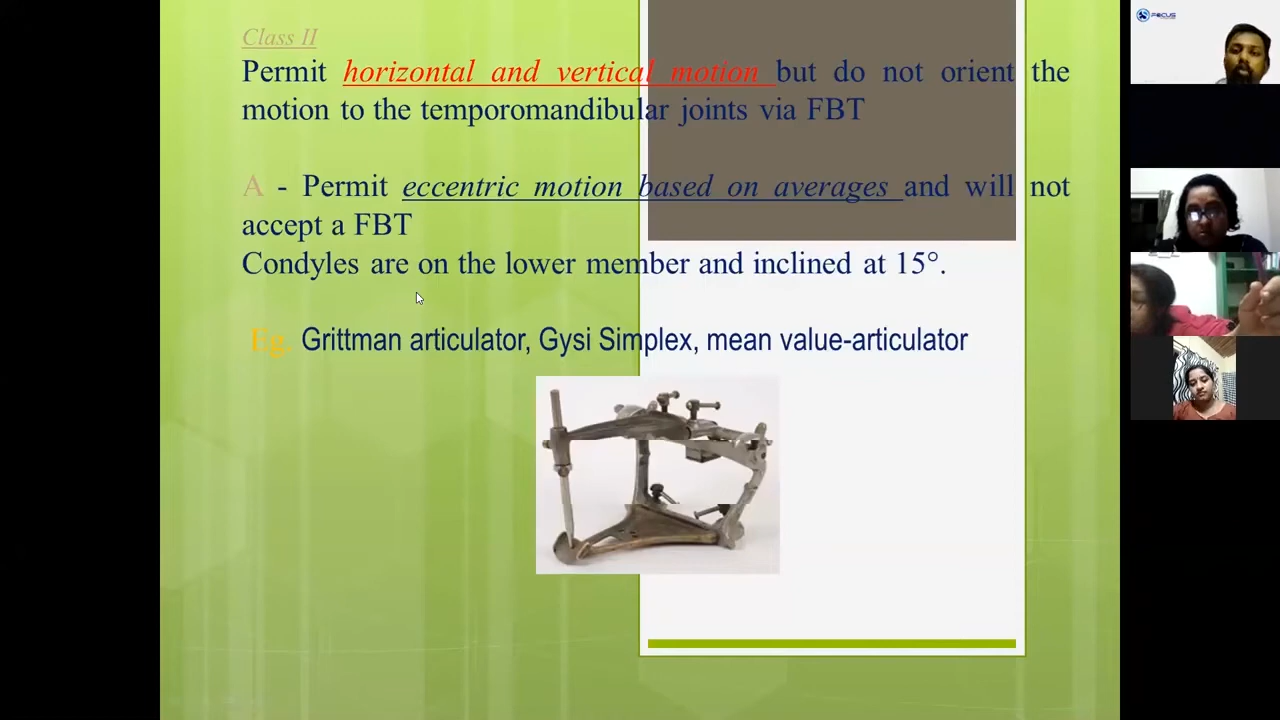 Class II
Permit horizontal and vertical motion but do not orient the
motion to the temporomandibular joints via FBT
A - Permit eccentric motion based on averages and will not
accept a FBT
Condyles are on the lower member and inclined at 15°.
Eg. Grittman articulator, Gysi Simplex, mean value-articulator
FOCUS